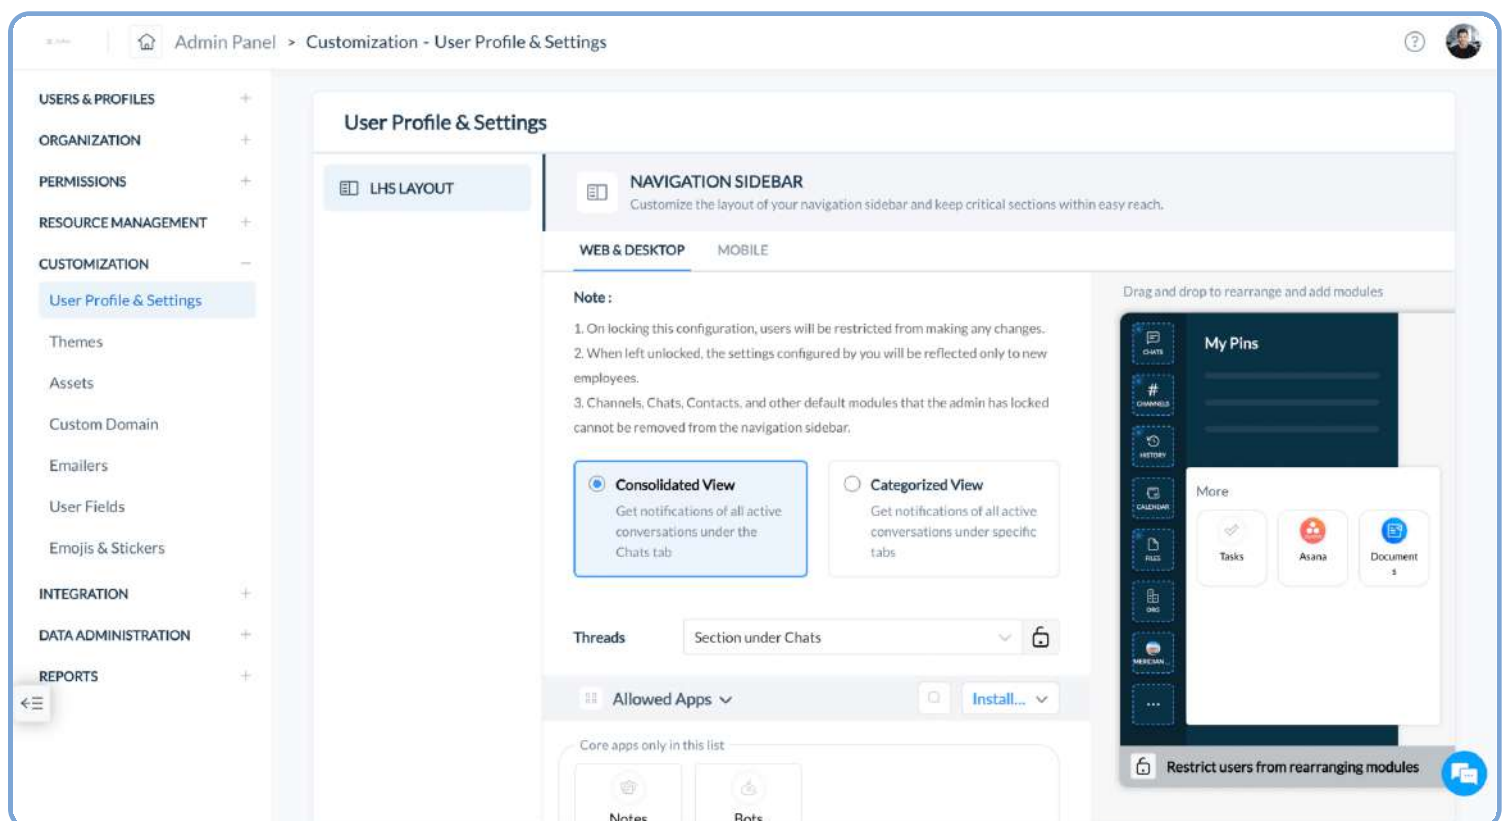 Admin Panel > Customization - User Profile & Settings
?
USERS & PROFILES +
ORGANIZATION +
PERMISSIONS +
RESOURCE MANAGEMENT +
CUSTOMIZATION −
User Profile & Settings
Themes
Assets
Custom Domain
Emailers
User Fields
Emojis & Stickers
INTEGRATION +
DATA ADMINISTRATION +
REPORTS +
User Profile & Settings
LHS LAYOUT
NAVIGATION SIDEBAR
Customize the layout of your navigation sidebar and keep critical sections within easy reach.
WEB & DESKTOP MOBILE
Note :
1. On locking this configuration, users will be restricted from making any changes.
2. When left unlocked, the settings configured by you will be reflected only to new
employees.
3. Channels, Chats, Contacts, and other default modules that the admin has locked
cannot be removed from the navigation sidebar.
Consolidated View
Get notifications of all active
conversations under the
Chats tab
Categorized View
Get notifications of all active
conversations under specific
tabs
Threads
Section under Chats
Allowed Apps
Install...
Core apps only in this list
Notes
Bots
Drag and drop to rearrange and add modules
CHATS
CHANNELS
HISTORY
CALENDAR
FILES
ORG
MERIDIAN...
...
My Pins
More
Tasks
Asana
Document
s
Restrict users from rearranging modules